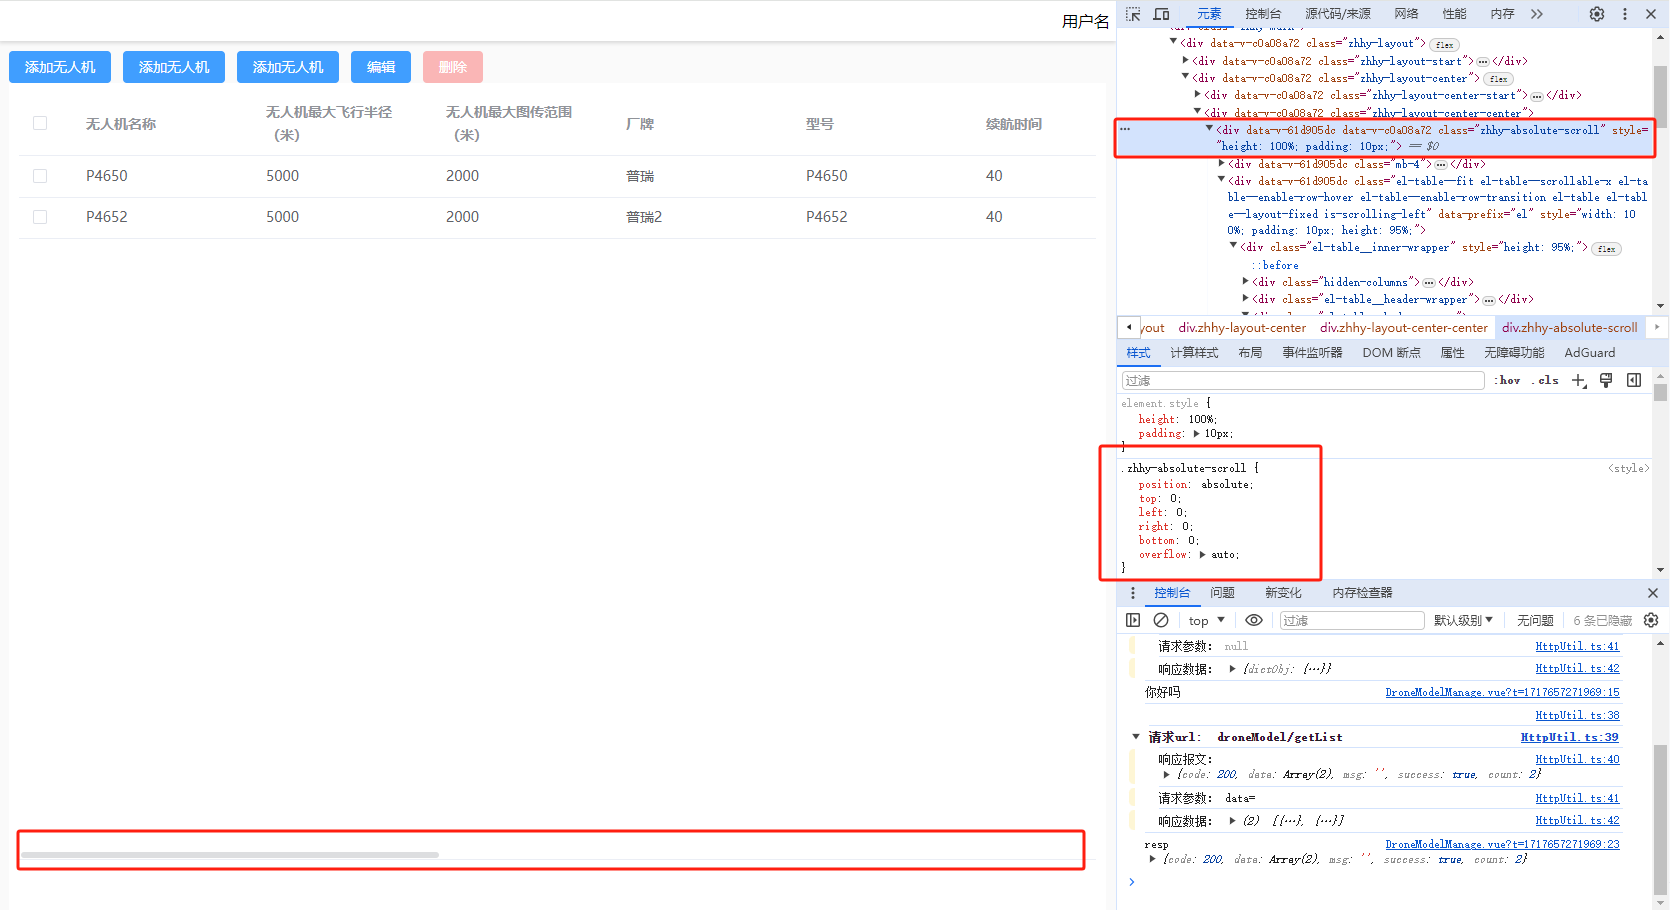 用户名
添加无人机 添加无人机 添加无人机 编辑 删除
无人机名称 无人机最大飞行半径（米） 无人机最大图传范围（米） 厂牌 型号 续航时间
P4650 5000 2000 普瑞 P4650 40
P4652 5000 2000 普瑞2 P4652 40
元素 控制台 源代码/来源 网络 性能 内存
<div data-v-c0a08a72 class="zhhy-layout"> flex
<div data-v-c0a08a72 class="zhhy-layout-start"> … </div>
<div data-v-c0a08a72 class="zhhy-layout-center"> flex
<div data-v-c0a08a72 class="zhhy-layout-center-start"> … </div>
<div data-v-c0a08a72 class="zhhy-layout-center-center">
<div data-v-61d905dc data-v-c0a08a72 class="zhhy-absolute-scroll" style=
"height: 100%; padding: 10px;"> == $0
<div data-v-61d905dc class="mb-4"> … </div>
<div data-v-61d905dc class="el-table--fit el-table--scrollable-x el-ta
ble--enable-row-hover el-table--enable-row-transition el-table el-tabl
e--layout-fixed is-scrolling-left" data-prefix="el" style="width: 10
0%; padding: 10px; height: 95%;">
<div class="el-table__inner-wrapper" style="height: 95%;"> flex
::before
<div class="hidden-columns"> … </div>
<div class="el-table__header-wrapper"> … </div>
yout div.zhhy-layout-center div.zhhy-layout-center-center div.zhhy-absolute-scroll
样式 计算样式 布局 事件监听器 DOM 断点 属性 无障碍功能 AdGuard
过滤 :hov .cls
element.style {
height: 100%;
padding: 10px;
}
.zhhy-absolute-scroll { <style>
position: absolute;
top: 0;
left: 0;
right: 0;
bottom: 0;
overflow: auto;
}
控制台 问题 新变化 内存检查器
top 过滤 默认级别 无问题 6 条已隐藏
请求参数: null HttpUtil.ts:41
响应数据: {dictObj: {…}} HttpUtil.ts:42
你好吗 DroneModelManage.vue?t=1717657271969:15
HttpUtil.ts:38
请求url: droneModel/getList HttpUtil.ts:39
响应报文: HttpUtil.ts:40
{code: 200, data: Array(2), msg: '', success: true, count: 2}
请求参数: data= HttpUtil.ts:41
响应数据: (2) [{…}, {…}] HttpUtil.ts:42
resp DroneModelManage.vue?t=1717657271969:23
{code: 200, data: Array(2), msg: '', success: true, count: 2}